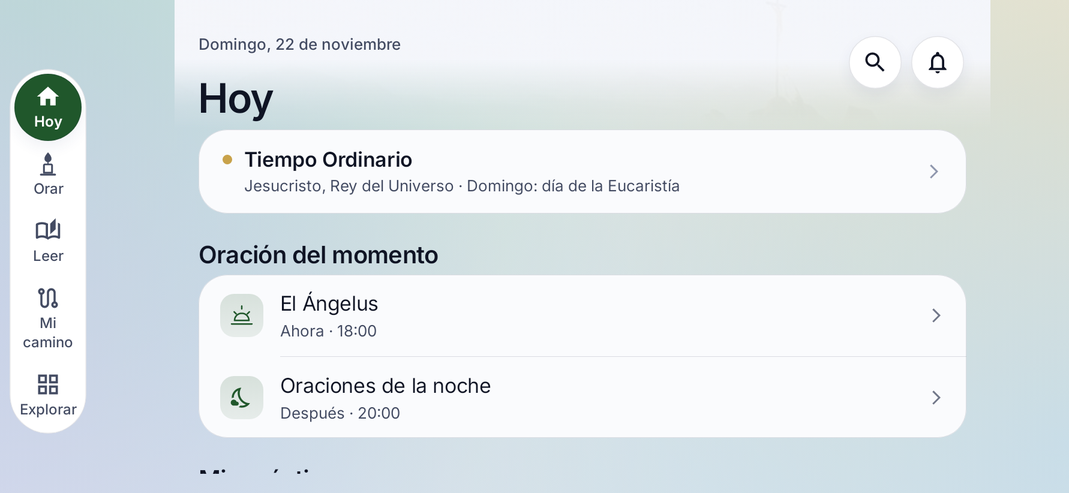 Domingo, 22 de noviembre
Hoy
Tiempo Ordinario
Jesucristo, Rey del Universo · Domingo: día de la Eucaristía
Oración del momento
El Ángelus
Ahora · 18:00
Oraciones de la noche
Después · 20:00
Hoy
Orar
Leer
Mi
camino
Explorar